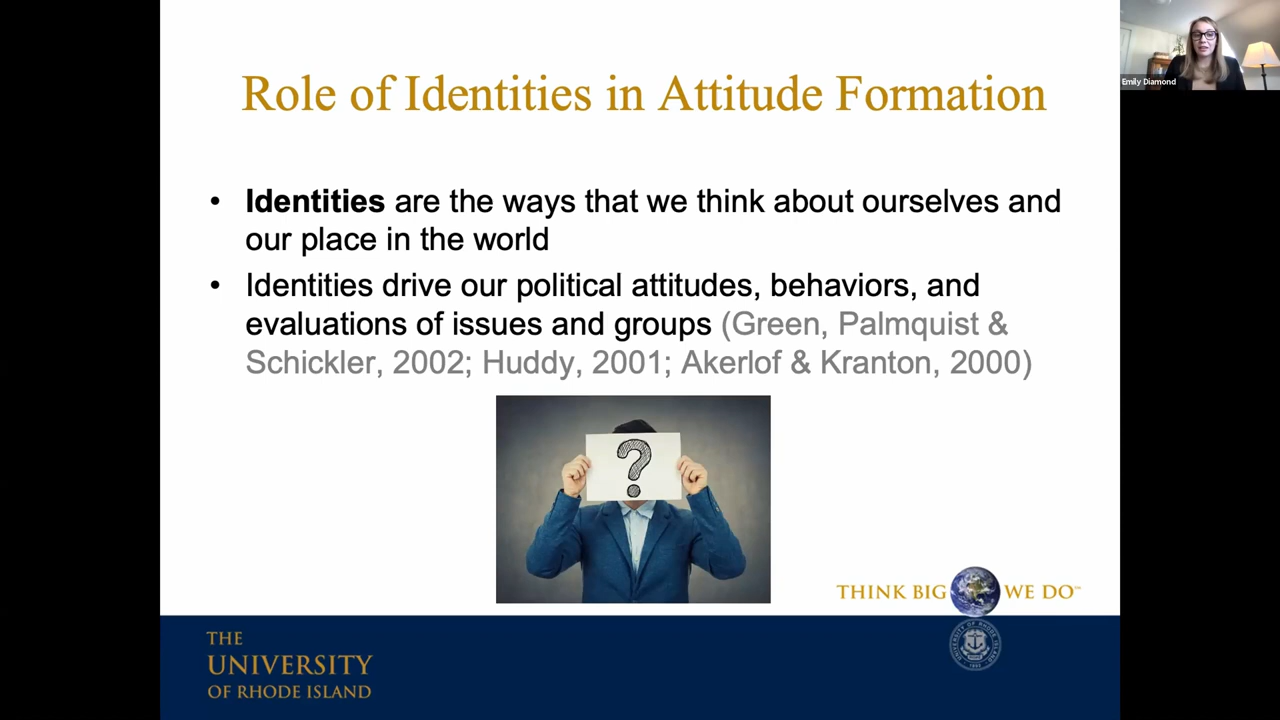 Role of Identities in Attitude Formation
Emily Diamond
• Identities are the ways that we think about ourselves and
our place in the world
• Identities drive our political attitudes, behaviors, and
evaluations of issues and groups (Green, Palmquist &
Schickler, 2002; Huddy, 2001; Akerlof & Kranton, 2000)
?
THINK BIG WE DO™
THE
UNIVERSITY
OF RHODE ISLAND